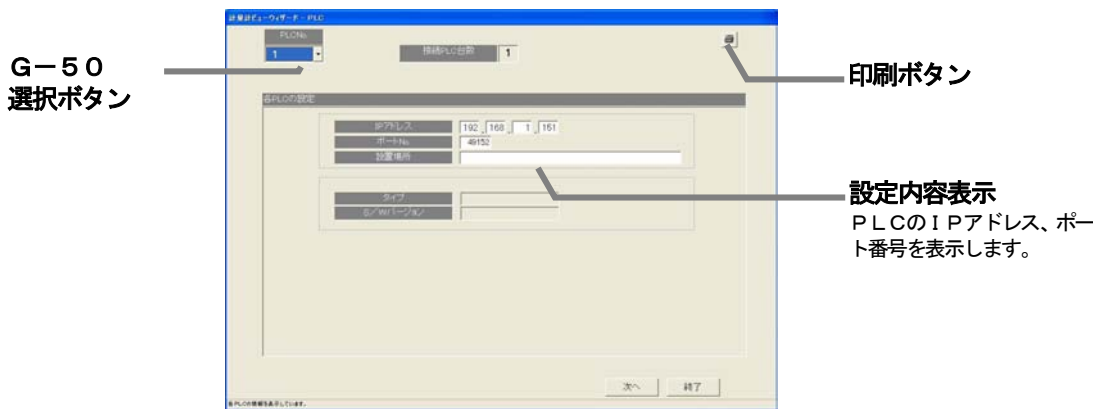 計量計ビューウィザード - PLC
PLCNo.
1
接続PLC台数 1
G－５０
選択ボタン
印刷ボタン
各PLCの設定
IPアドレス 192 . 168 . 1 . 151
ポートNo. 49152
設置場所
タイプ
S／Wバージョン
設定内容表示
ＰＬＣのＩＰアドレス、ポー
ト番号を表示します。
次へ 終了
各PLCの情報を表示しています。